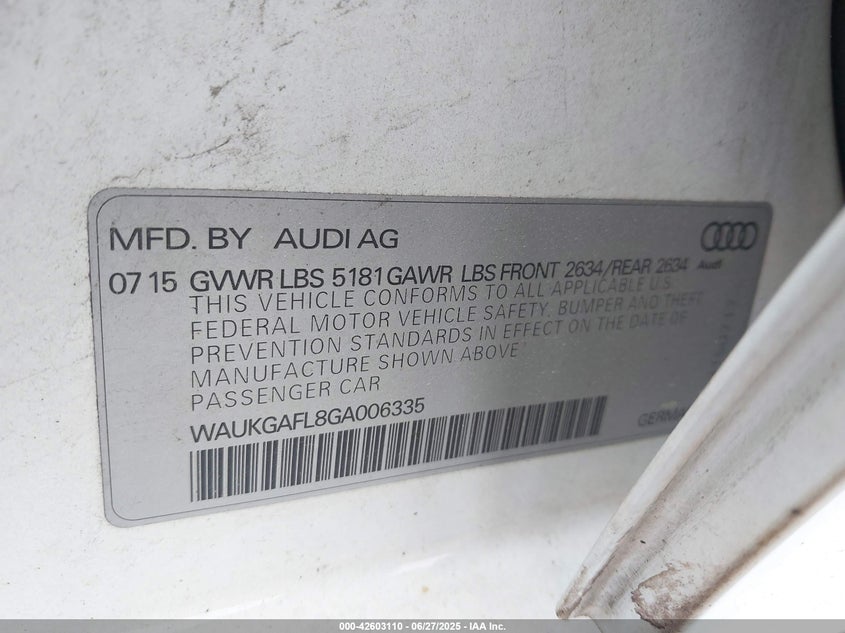 MFD. BY AUDI AG
07 15 GVWR LBS 5181 GAWR LBS FRONT 2634/REAR 2634
Audi
THIS VEHICLE CONFORMS TO ALL APPLICABLE U.S.
FEDERAL MOTOR VEHICLE SAFETY, BUMPER AND THEFT
PREVENTION STANDARDS IN EFFECT ON THE DATE OF
MANUFACTURE SHOWN ABOVE
PASSENGER CAR
WAUKGAFL8GA006335
000-42603110 - 06/27/2025 - IAA Inc.